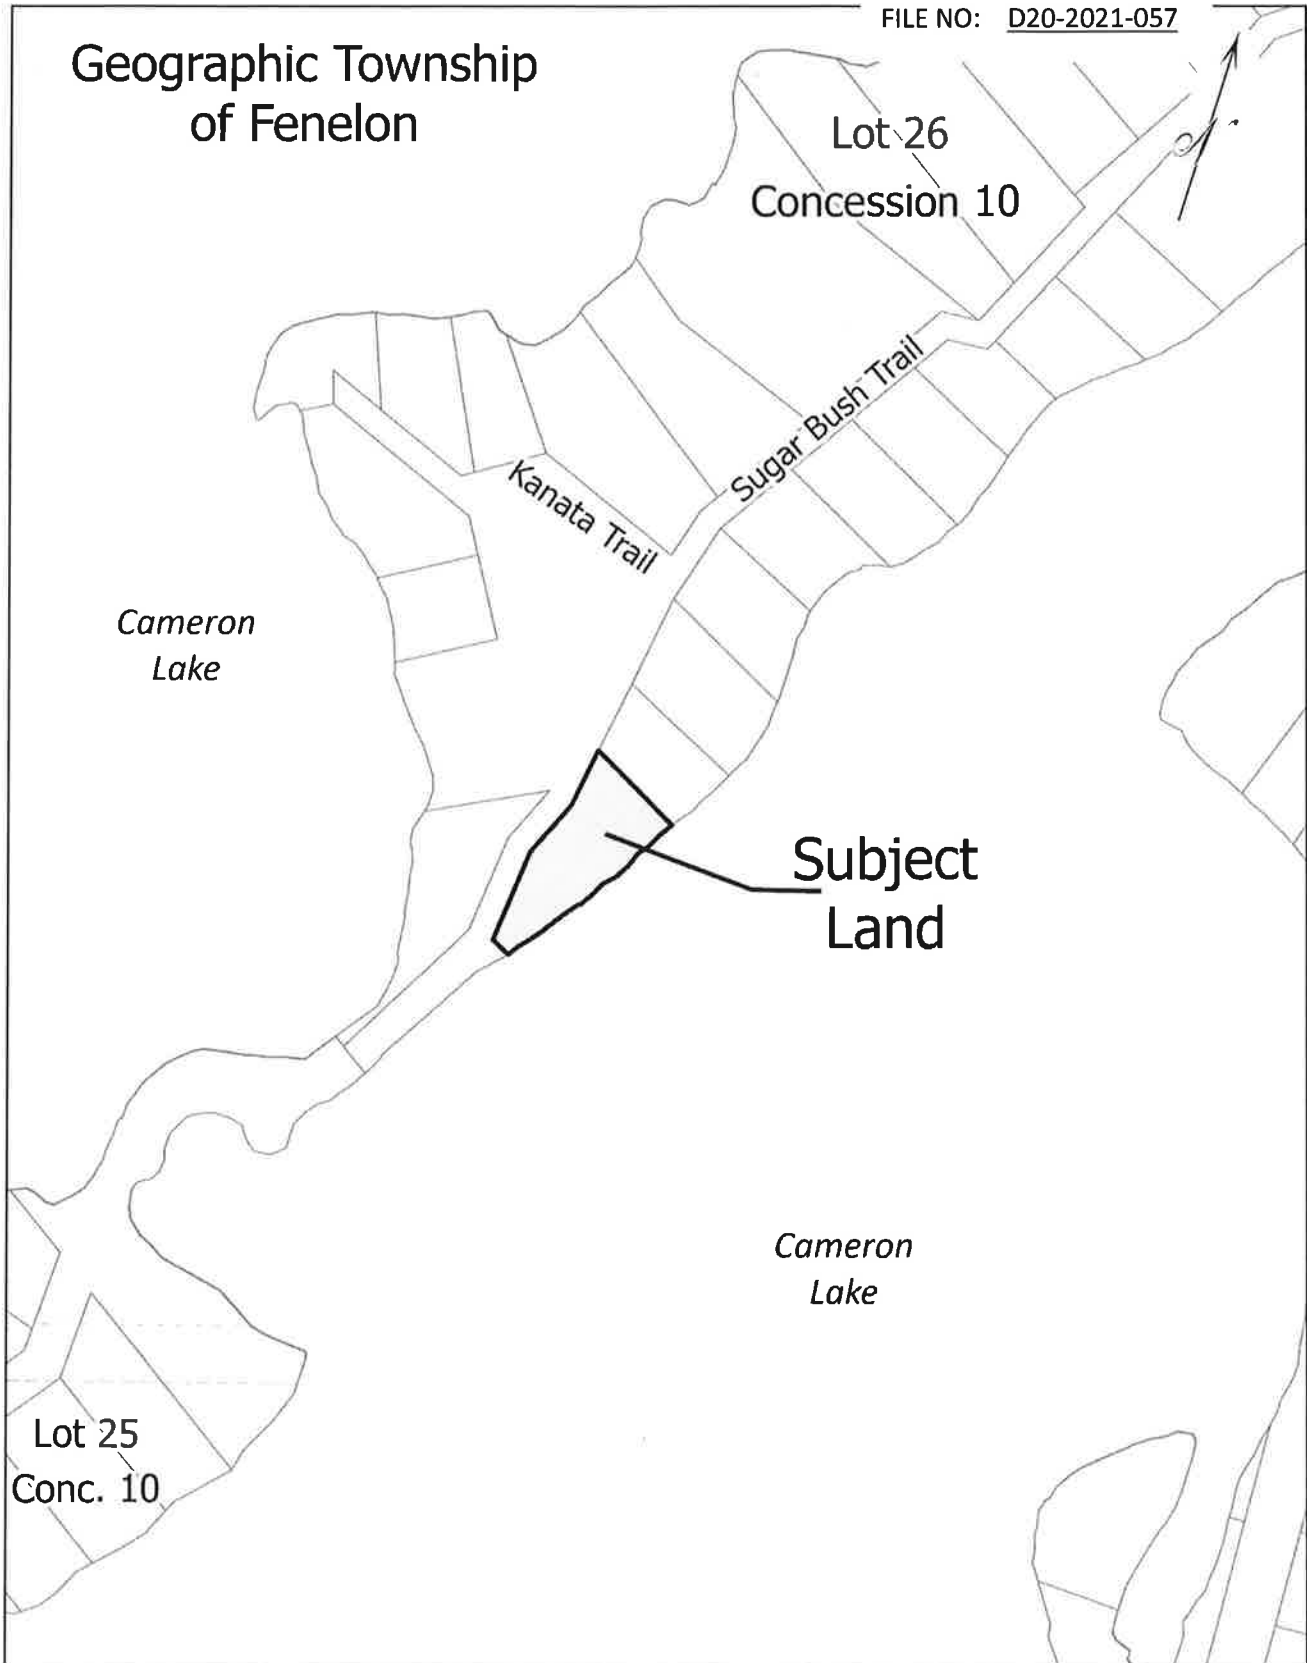 FILE NO: D20-2021-057
Geographic Township
of Fenelon
Lot 26
Concession 10
Sugar Bush Trail
Kanata Trail
Cameron
Lake
Subject
Land
Cameron
Lake
Lot 25
Conc. 10